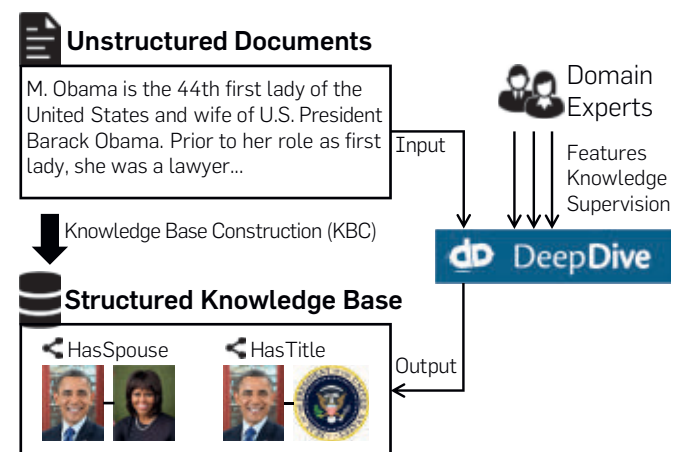 Unstructured Documents
M. Obama is the 44th first lady of the
United States and wife of U.S. President
Barack Obama. Prior to her role as first
lady, she was a lawyer...
Domain
Experts
Input
Features
Knowledge
Supervision
Knowledge Base Construction (KBC)
dD DeepDive
Structured Knowledge Base
HasSpouse
HasTitle
Output